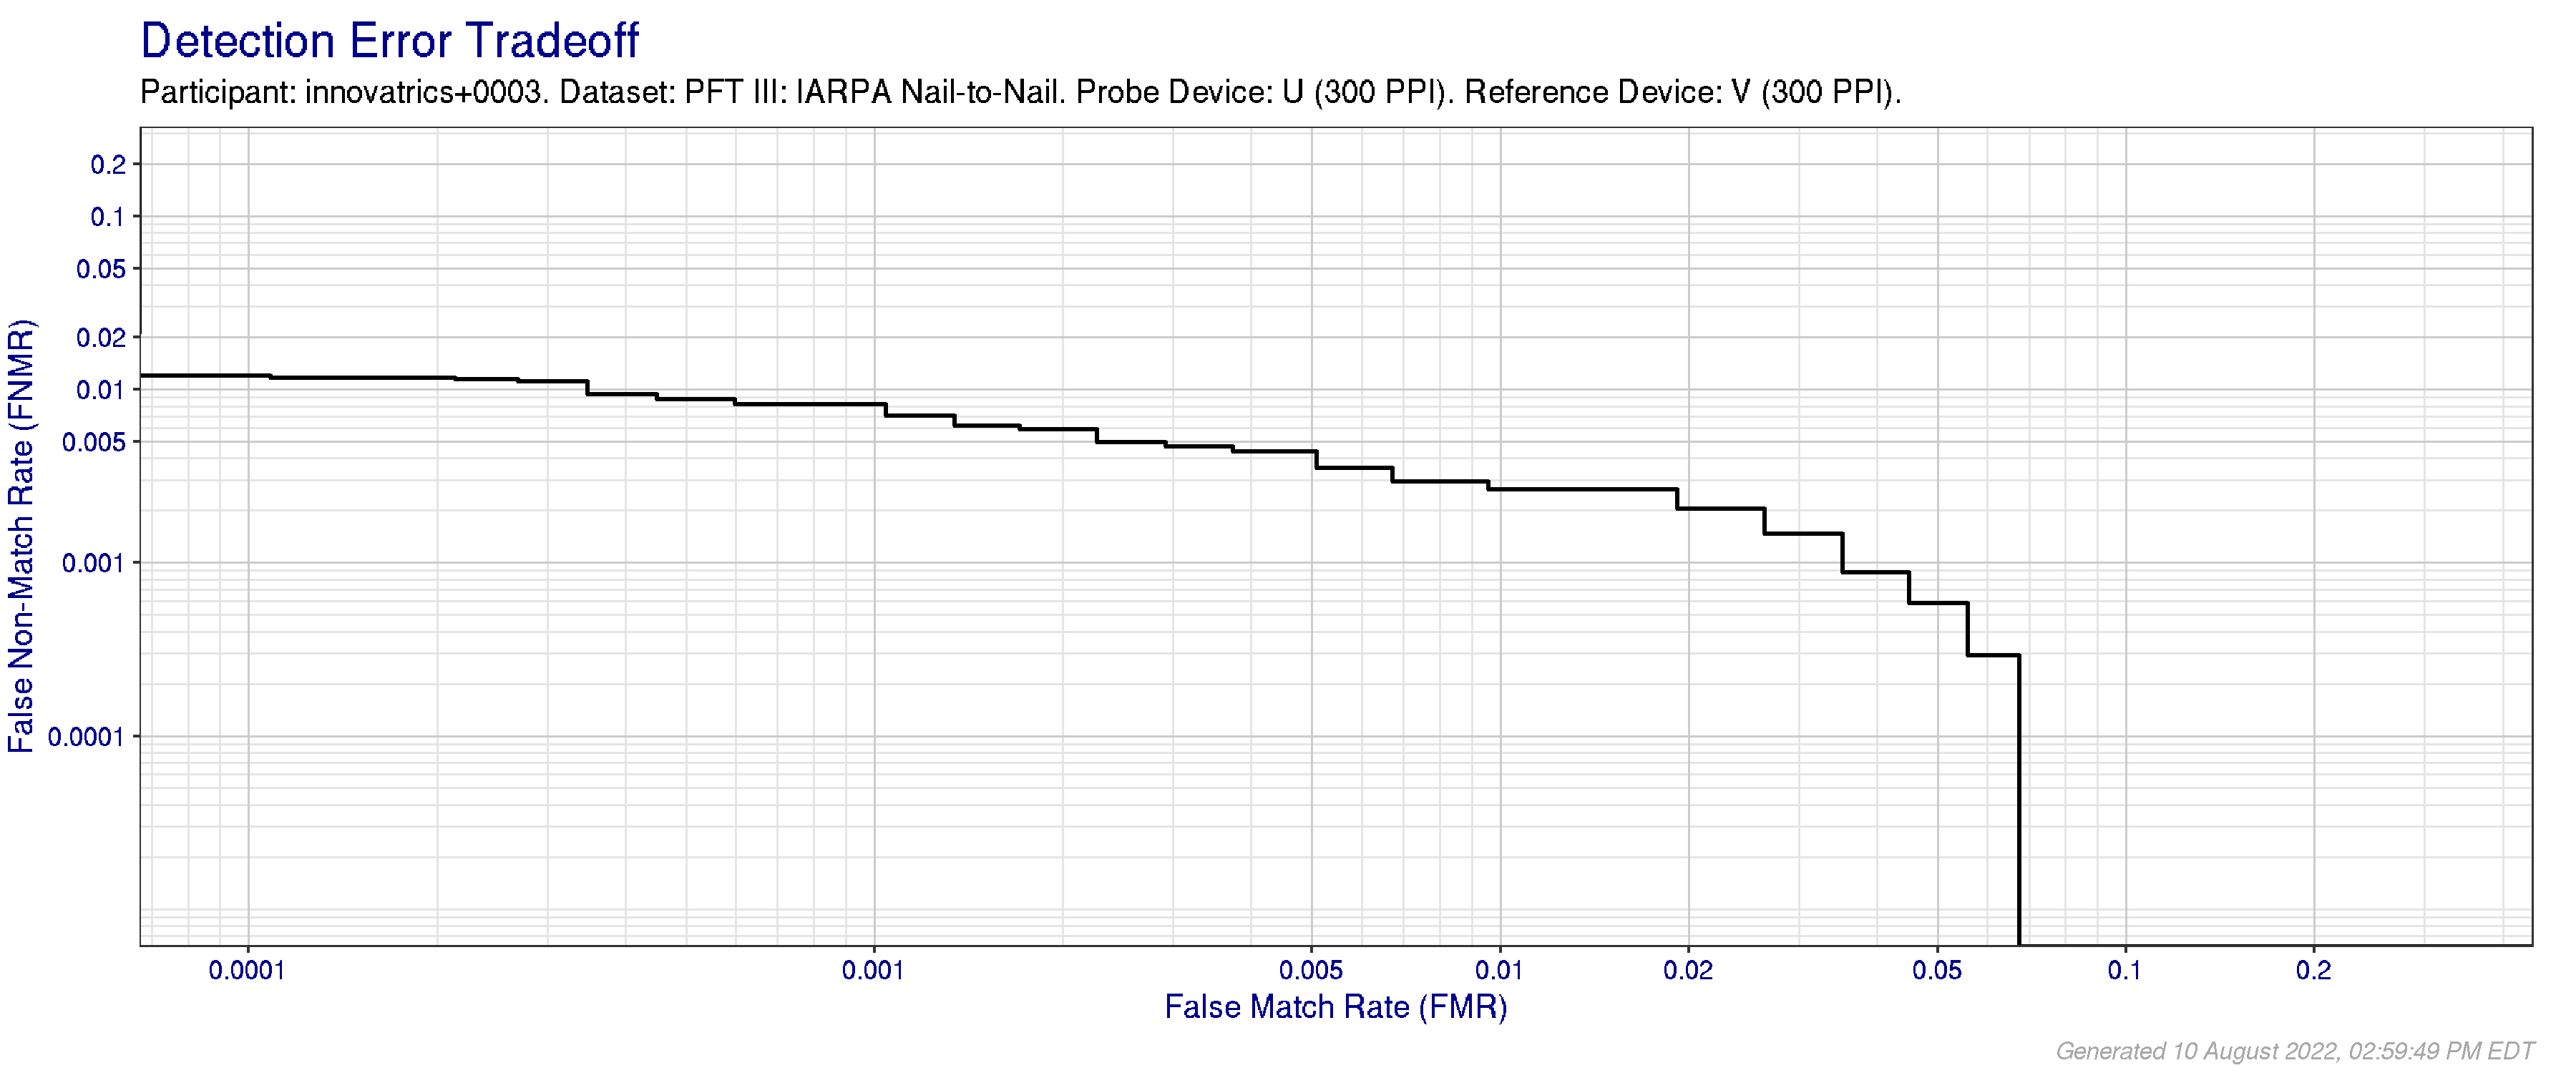 Detection Error Tradeoff
Participant: innovatrics+0003. Dataset: PFT III: IARPA Nail-to-Nail. Probe Device: U (300 PPI). Reference Device: V (300 PPI).
False Non-Match Rate (FNMR)
0.2
0.1
0.05
0.02
0.01
0.005
0.001
0.0001
0.0001 0.001 0.005 0.01 0.02 0.05 0.1 0.2
False Match Rate (FMR)
Generated 10 August 2022, 02:59:49 PM EDT